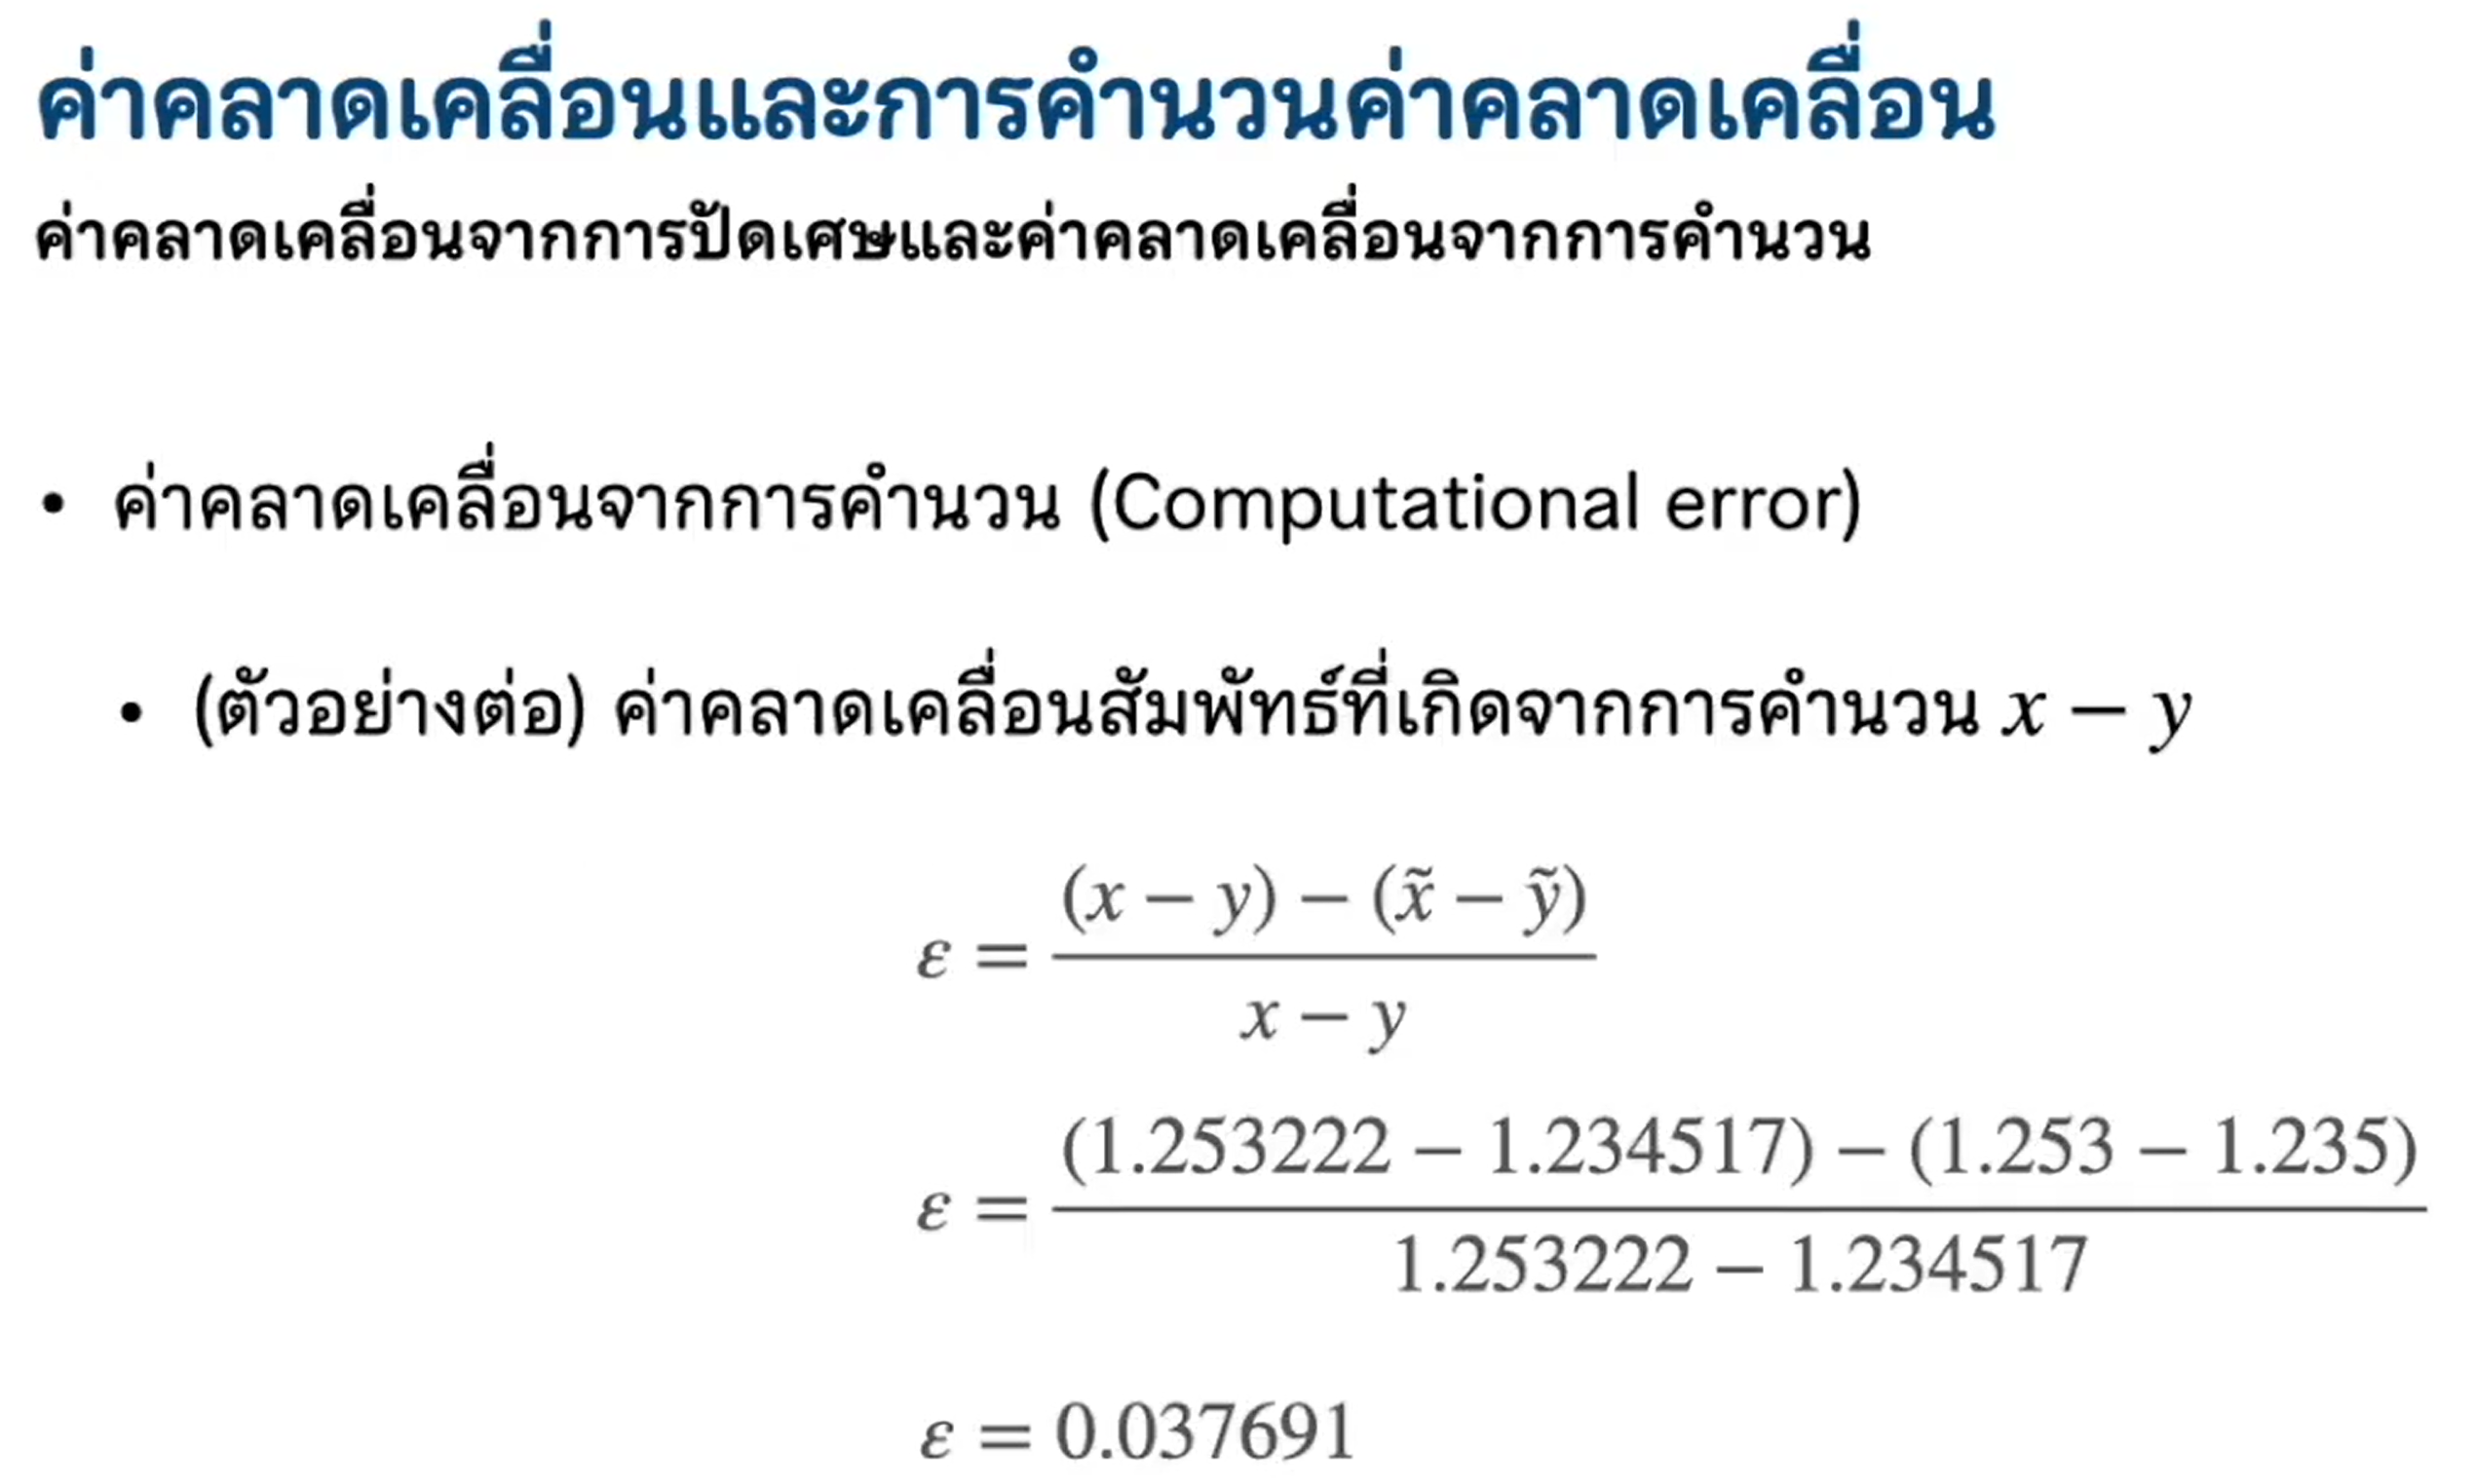 ค่าคลาดเคลื่อนและการคำนวนค่าคลาดเคลื่อน
ค่าคลาดเคลื่อนจากการปัดเศษและค่าคลาดเคลื่อนจากการคำนวน
• ค่าคลาดเคลื่อนจากการคำนวน (Computational error)
• (ตัวอย่างต่อ) ค่าคลาดเคลื่อนสัมพัทธ์ที่เกิดจากการคำนวน x − y
(x − y) − (x̃ − ỹ)
ε =
x − y
(1.253222 − 1.234517) − (1.253 − 1.235)
ε =
1.253222 − 1.234517
ε = 0.037691